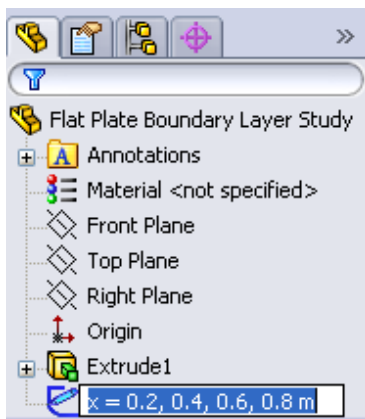 »
Flat Plate Boundary Layer Study
A Annotations
Material <not specified>
Front Plane
Top Plane
Right Plane
Origin
Extrude1
x = 0.2, 0.4, 0.6, 0.8 m